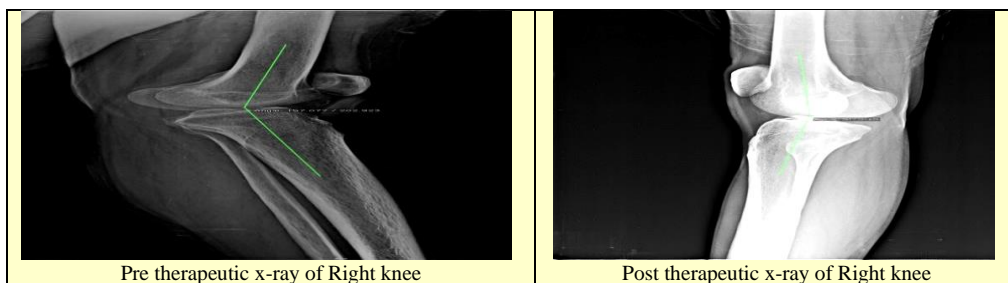 Pre therapeutic x-ray of Right knee
Post therapeutic x-ray of Right knee